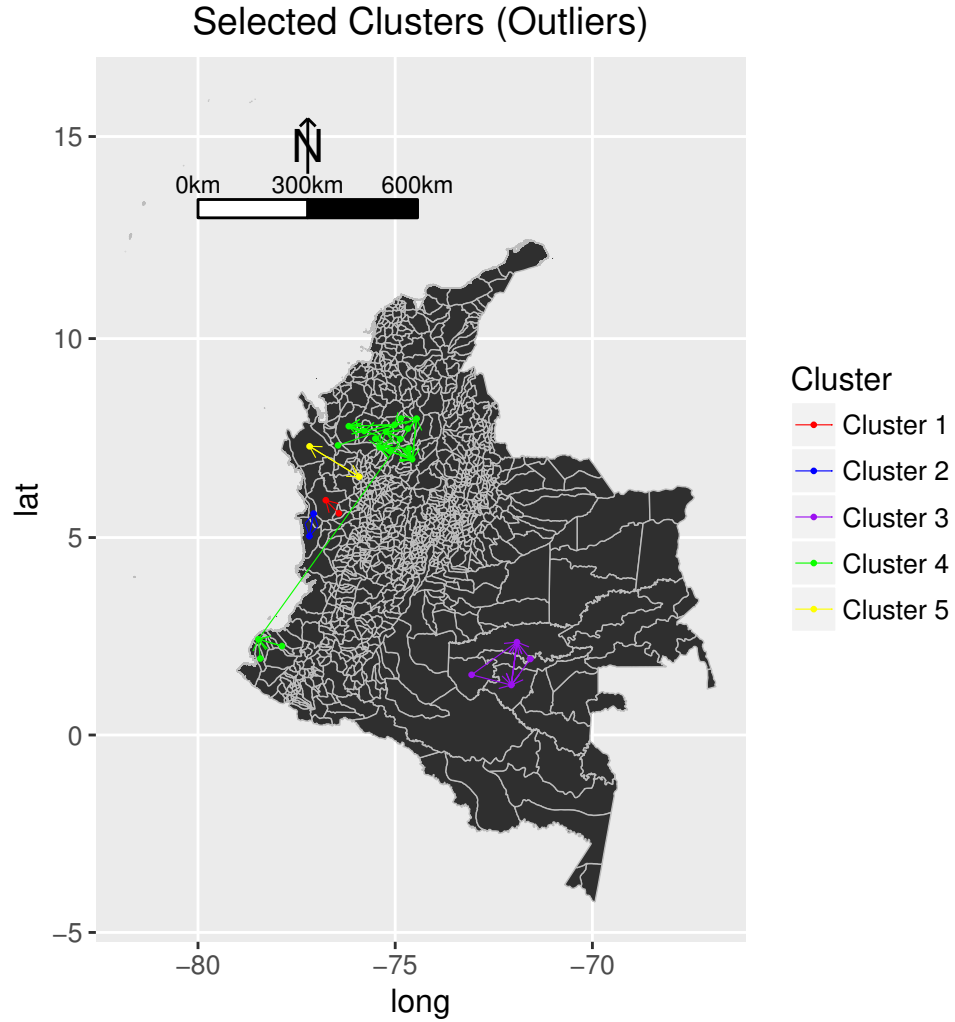 Selected Clusters (Outliers)
N
0km 300km 600km
15
10
5
0
−5
lat
−80 −75 −70
long
Cluster
Cluster 1
Cluster 2
Cluster 3
Cluster 4
Cluster 5